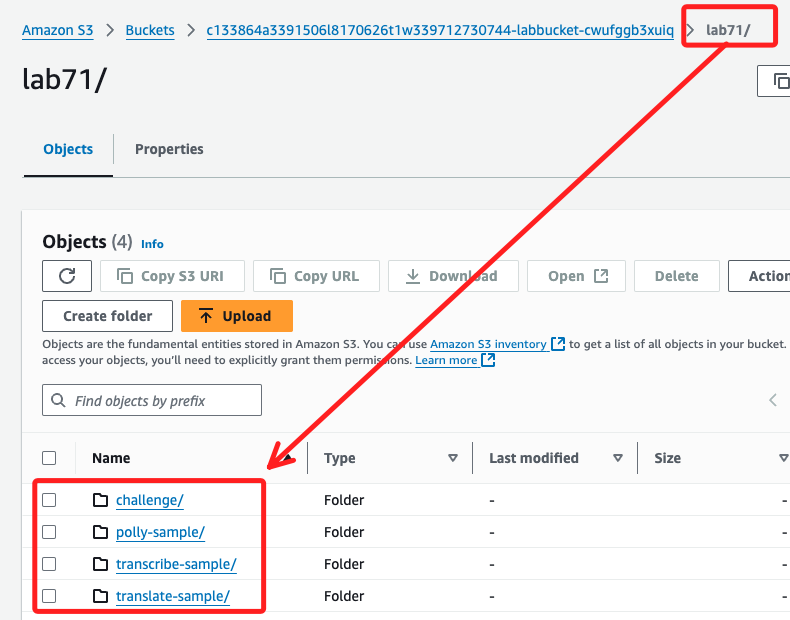 Amazon S3 > Buckets > c133864a3391506l8170626t1w339712730744-labbucket-cwufggb3xuiq > lab71/
lab71/
Objects Properties
Objects (4) Info
Copy S3 URI Copy URL Download Open Delete Action
Create folder Upload
Objects are the fundamental entities stored in Amazon S3. You can use Amazon S3 inventory to get a list of all objects in your bucket.
access your objects, you'll need to explicitly grant them permissions. Learn more
Find objects by prefix
Name Type Last modified Size
challenge/ Folder - -
polly-sample/ Folder - -
transcribe-sample/ Folder - -
translate-sample/ Folder - -